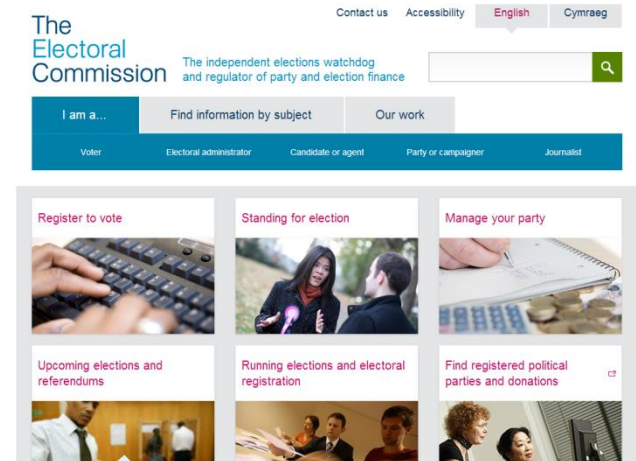 Contact us Accessibility English Cymraeg
The
Electoral
Commission
The independent elections watchdog
and regulator of party and election finance
I am a... Find information by subject Our work
Voter Electoral administrator Candidate or agent Party or campaigner Journalist
Register to vote Standing for election Manage your party
Upcoming elections and Running elections and electoral Find registered political
referendums registration parties and donations